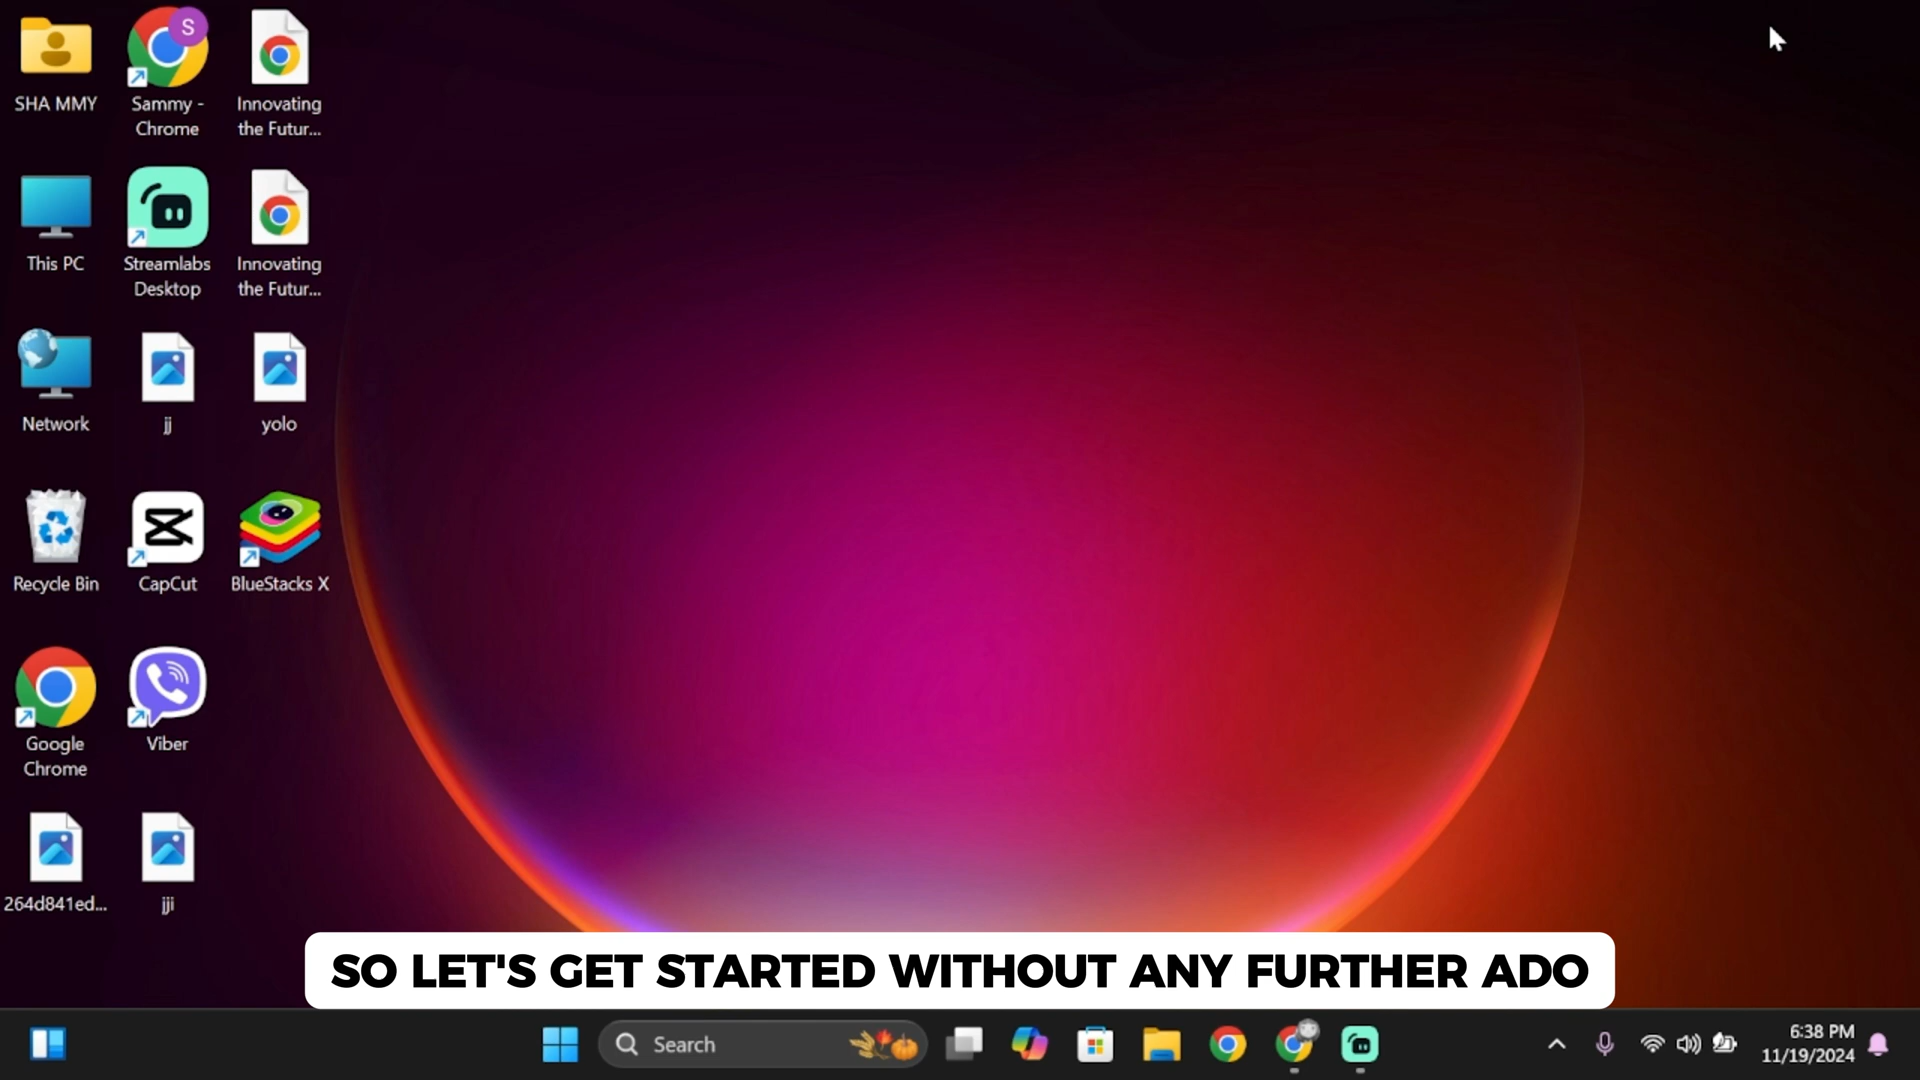 SHA MMY
S
Sammy -
Chrome
Innovating
the Futur...
This PC
Streamlabs
Desktop
Innovating
the Futur...
Network
jj
yolo
Recycle Bin
CapCut
BlueStacks X
Google
Chrome
Viber
264d841ed...
jji
SO LET'S GET STARTED WITHOUT ANY FURTHER ADO
Search
6:38 PM
11/19/2024